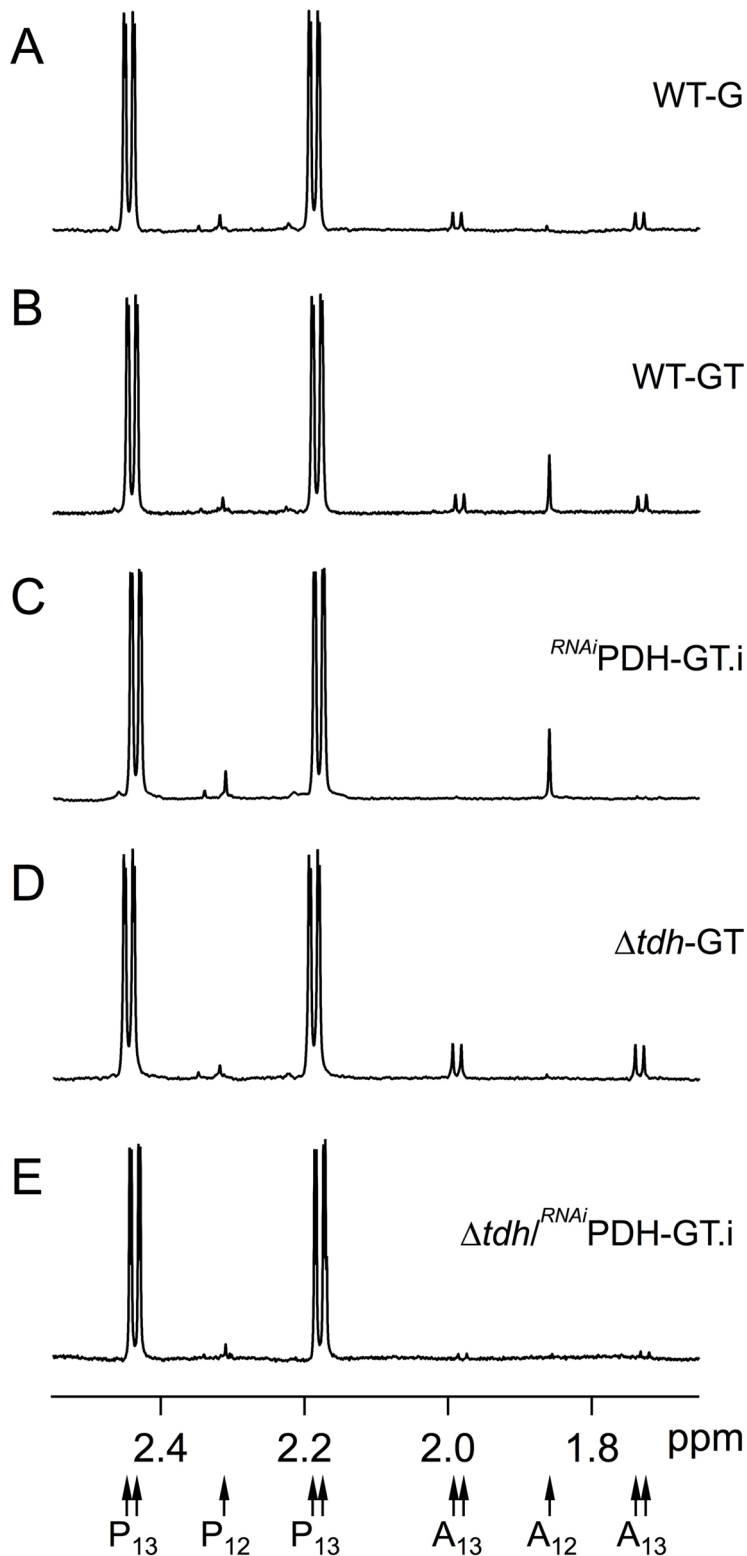 A
WT-G
B
WT-GT
C
RNAiPDH-GT.i
D
Δtdh-GT
E
Δtdh/RNAiPDH-GT.i
2.4 2.2 2.0 1.8 ppm
P13 P12 P13 A13 A12 A13